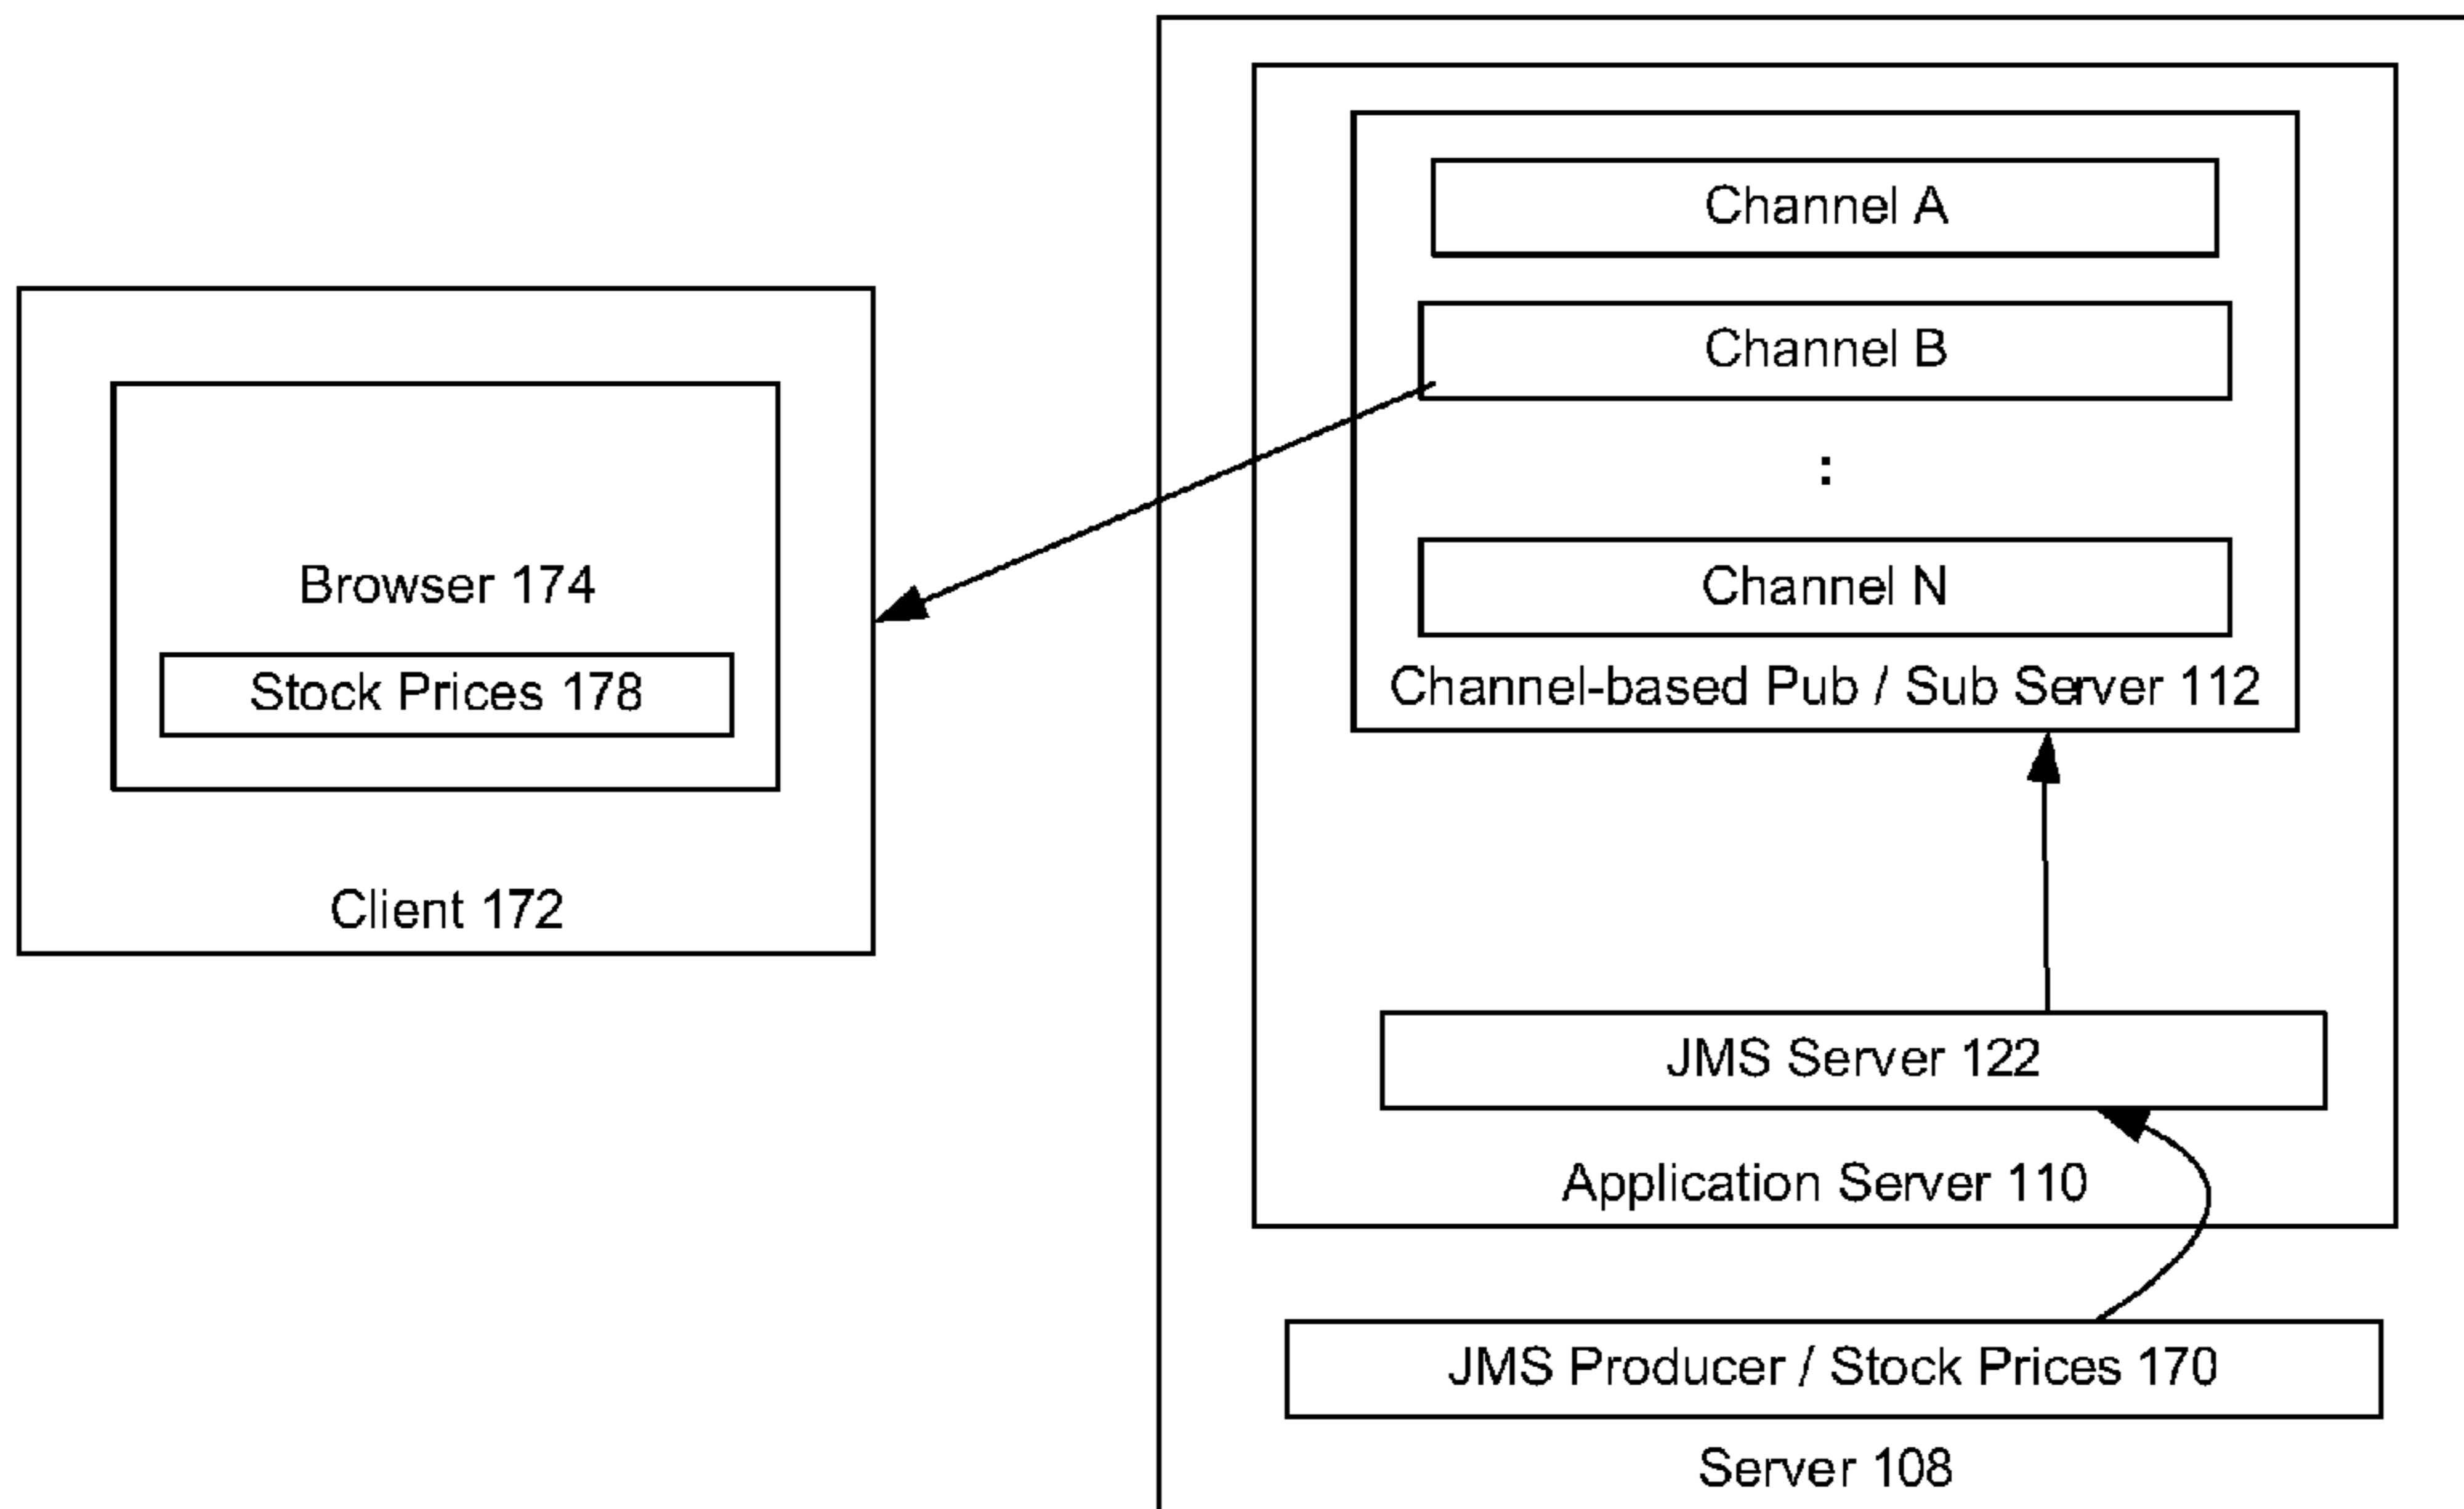 Channel A
Channel B
:
Channel N
Channel-based Pub / Sub Server 112
Browser 174
Stock Prices 178
Client 172
JMS Server 122
Application Server 110
JMS Producer / Stock Prices 170
Server 108